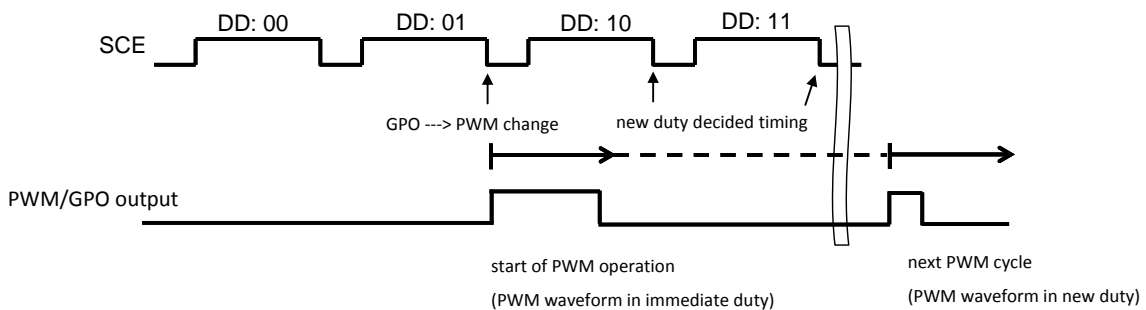 DD: 00 DD: 01 DD: 10 DD: 11
SCE
GPO ---> PWM change new duty decided timing
PWM/GPO output
start of PWM operation next PWM cycle
(PWM waveform in immediate duty) (PWM waveform in new duty)